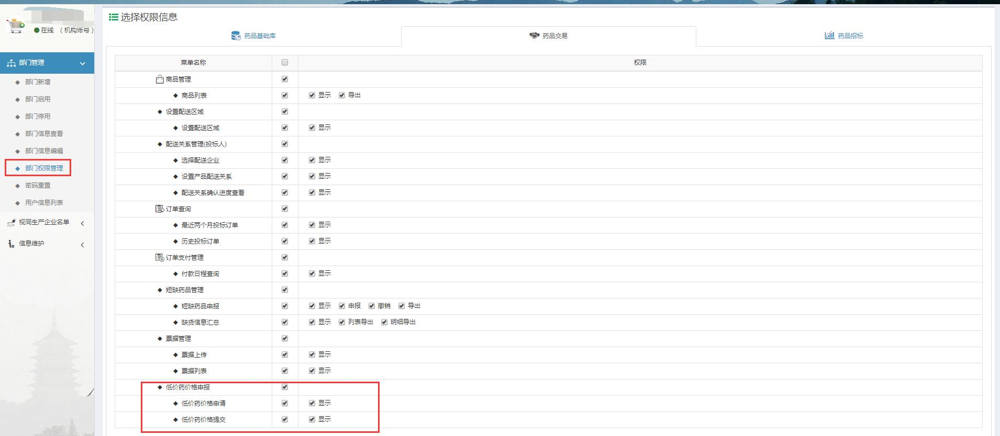 选择权限信息
在线 （机构账号）
药品基础库
药品交易
药品招标
部门管理
部门新增
部门启用
部门停用
部门信息查看
部门信息编辑
部门权限管理
密码重置
用户信息列表
视同生产企业名单
信息维护
菜单名称 权限
商品管理
商品列表 显示 导出
设置配送区域
设置配送区域 显示
配送关系管理(投标人)
选择配送企业 显示
设置产品配送关系 显示
配送关系确认进度查看 显示
订单查询
最近两个月投标订单 显示
历史投标订单 显示
订单支付管理
付款日程查询 显示
短缺药品管理
短缺药品申报 显示 申报 撤销 导出
缺货信息汇总 显示 列表导出 明细导出
票据管理
票据上传 显示
票据列表 显示
低价药价格申报
低价药价格申请 显示
低价药价格提交 显示